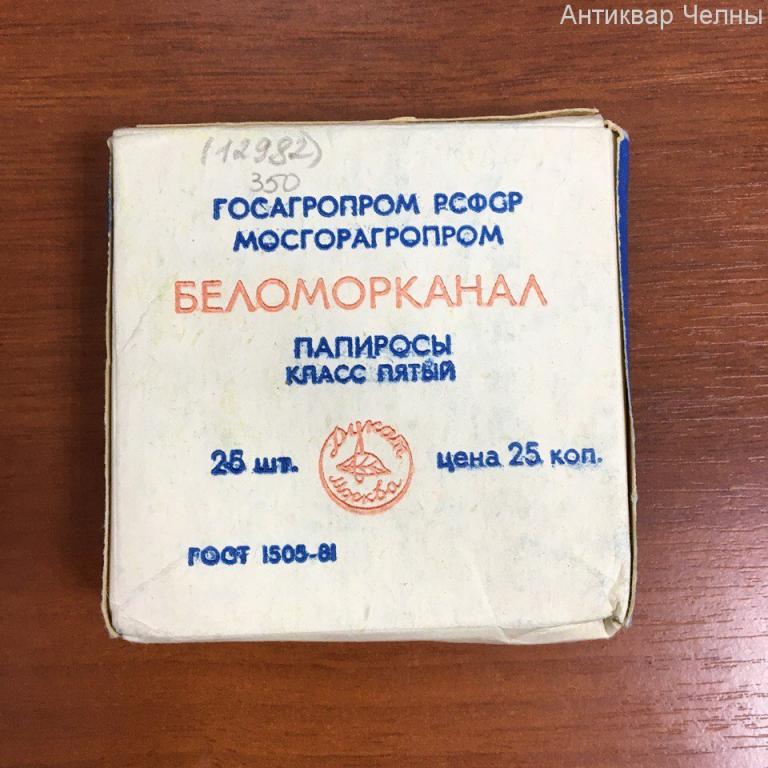 Антиквар Челны
(12982)
350
ГОСАГРОПРОМ РСФСР
МОСГОРАГРОПРОМ
БЕЛОМОРКАНАЛ
ПАПИРОСЫ
КЛАСС ПЯТЫЙ
25 шт.
Дукат
Москва
цена 25 коп.
ГОСТ 1505-81